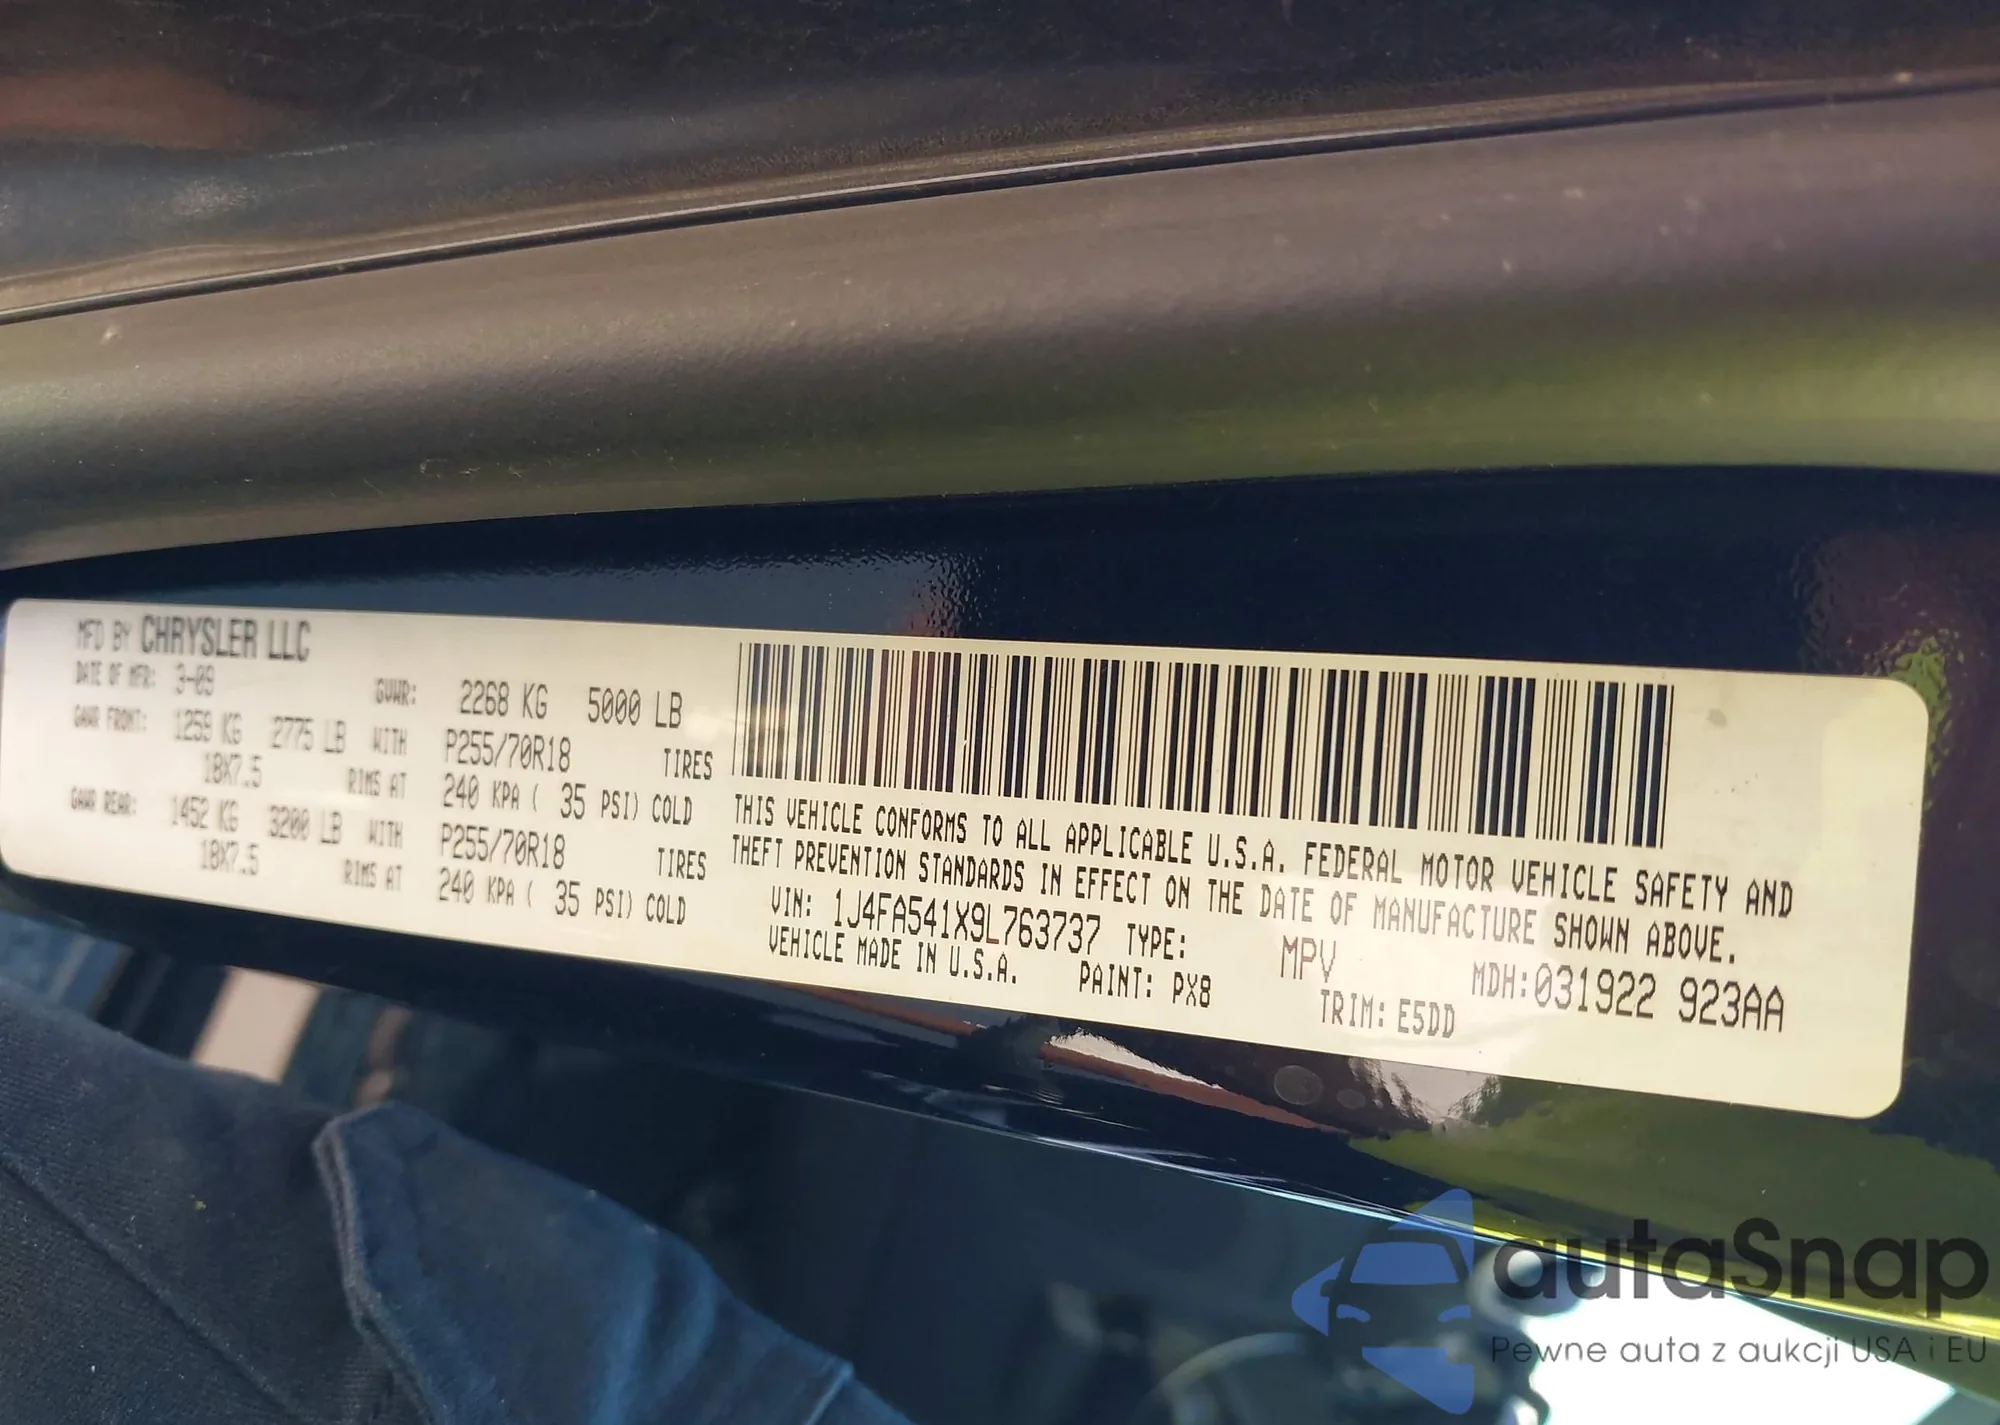 MFD BY CHRYSLER LLC
DATE OF MFR: 3-09 GVWR: 2268 KG 5000 LB
GAWR FRONT: 1259 KG 2775 LB WITH P255/70R18 TIRES
18X7.5 RIMS AT 240 KPA ( 35 PSI) COLD
GAWR REAR: 1452 KG 3200 LB WITH P255/70R18 TIRES
18X7.5 RIMS AT 240 KPA ( 35 PSI) COLD
THIS VEHICLE CONFORMS TO ALL APPLICABLE U.S.A. FEDERAL MOTOR VEHICLE SAFETY AND
THEFT PREVENTION STANDARDS IN EFFECT ON THE DATE OF MANUFACTURE SHOWN ABOVE.
VIN: 1J4FA541X9L763737 TYPE: MPV MDH:031922 923AA
VEHICLE MADE IN U.S.A. PAINT: PX8 TRIM: E5DD
autaSnap
Pewne auta z aukcji USA i EU